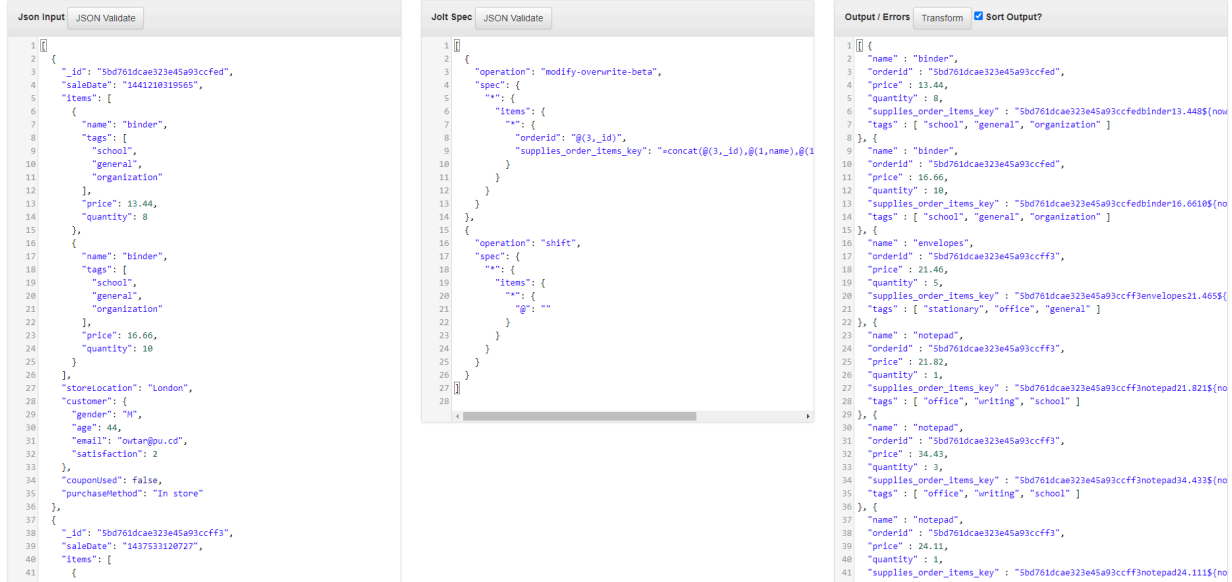 Json Input JSON Validate
1 [
2 {
3 "_id": "5bd761dcae323e45a93ccfed",
4 "saleDate": "1441210319565",
5 "items": [
6 {
7 "name": "binder",
8 "tags": [
9 "school",
10 "general",
11 "organization"
12 ],
13 "price": 13.44,
14 "quantity": 8
15 },
16 {
17 "name": "binder",
18 "tags": [
19 "school",
20 "general",
21 "organization"
22 ],
23 "price": 16.66,
24 "quantity": 10
25 }
26 ],
27 "storeLocation": "London",
28 "customer": {
29 "gender": "M",
30 "age": 44,
31 "email": "owtar@pu.cd",
32 "satisfaction": 2
33 },
34 "couponUsed": false,
35 "purchaseMethod": "In store"
36 },
37 {
38 "_id": "5bd761dcae323e45a93ccff3",
39 "saleDate": "1437533120727",
40 "items": [
41 {
Jolt Spec JSON Validate
1 [
2 {
3 "operation": "modify-overwrite-beta",
4 "spec": {
5 "*": {
6 "items": {
7 "*": {
8 "orderid": "@(3,_id)",
9 "supplies_order_items_key": "=concat(@(3,_id),@(1,name),@(1
10 }
11 }
12 }
13 }
14 },
15 {
16 "operation": "shift",
17 "spec": {
18 "*": {
19 "items": {
20 "*": {
21 "@": ""
22 }
23 }
24 }
25 }
26 }
27 ]
28
Output / Errors Transform Sort Output?
1 [ {
2 "name" : "binder",
3 "orderid" : "5bd761dcae323e45a93ccfed",
4 "price" : 13.44,
5 "quantity" : 8,
6 "supplies_order_items_key" : "5bd761dcae323e45a93ccfedbinder13.448${now
7 "tags" : [ "school", "general", "organization" ]
8 }, {
9 "name" : "binder",
10 "orderid" : "5bd761dcae323e45a93ccfed",
11 "price" : 16.66,
12 "quantity" : 10,
13 "supplies_order_items_key" : "5bd761dcae323e45a93ccfedbinder16.6610${no
14 "tags" : [ "school", "general", "organization" ]
15 }, {
16 "name" : "envelopes",
17 "orderid" : "5bd761dcae323e45a93ccff3",
18 "price" : 21.46,
19 "quantity" : 5,
20 "supplies_order_items_key" : "5bd761dcae323e45a93ccff3envelopes21.465${
21 "tags" : [ "stationary", "office", "general" ]
22 }, {
23 "name" : "notepad",
24 "orderid" : "5bd761dcae323e45a93ccff3",
25 "price" : 21.82,
26 "quantity" : 1,
27 "supplies_order_items_key" : "5bd761dcae323e45a93ccff3notepad21.821${no
28 "tags" : [ "office", "writing", "school" ]
29 }, {
30 "name" : "notepad",
31 "orderid" : "5bd761dcae323e45a93ccff3",
32 "price" : 34.43,
33 "quantity" : 3,
34 "supplies_order_items_key" : "5bd761dcae323e45a93ccff3notepad34.433${no
35 "tags" : [ "office", "writing", "school" ]
36 }, {
37 "name" : "notepad",
38 "orderid" : "5bd761dcae323e45a93ccff3",
39 "price" : 24.11,
40 "quantity" : 1,
41 "supplies_order_items_key" : "5bd761dcae323e45a93ccff3notepad24.111${no